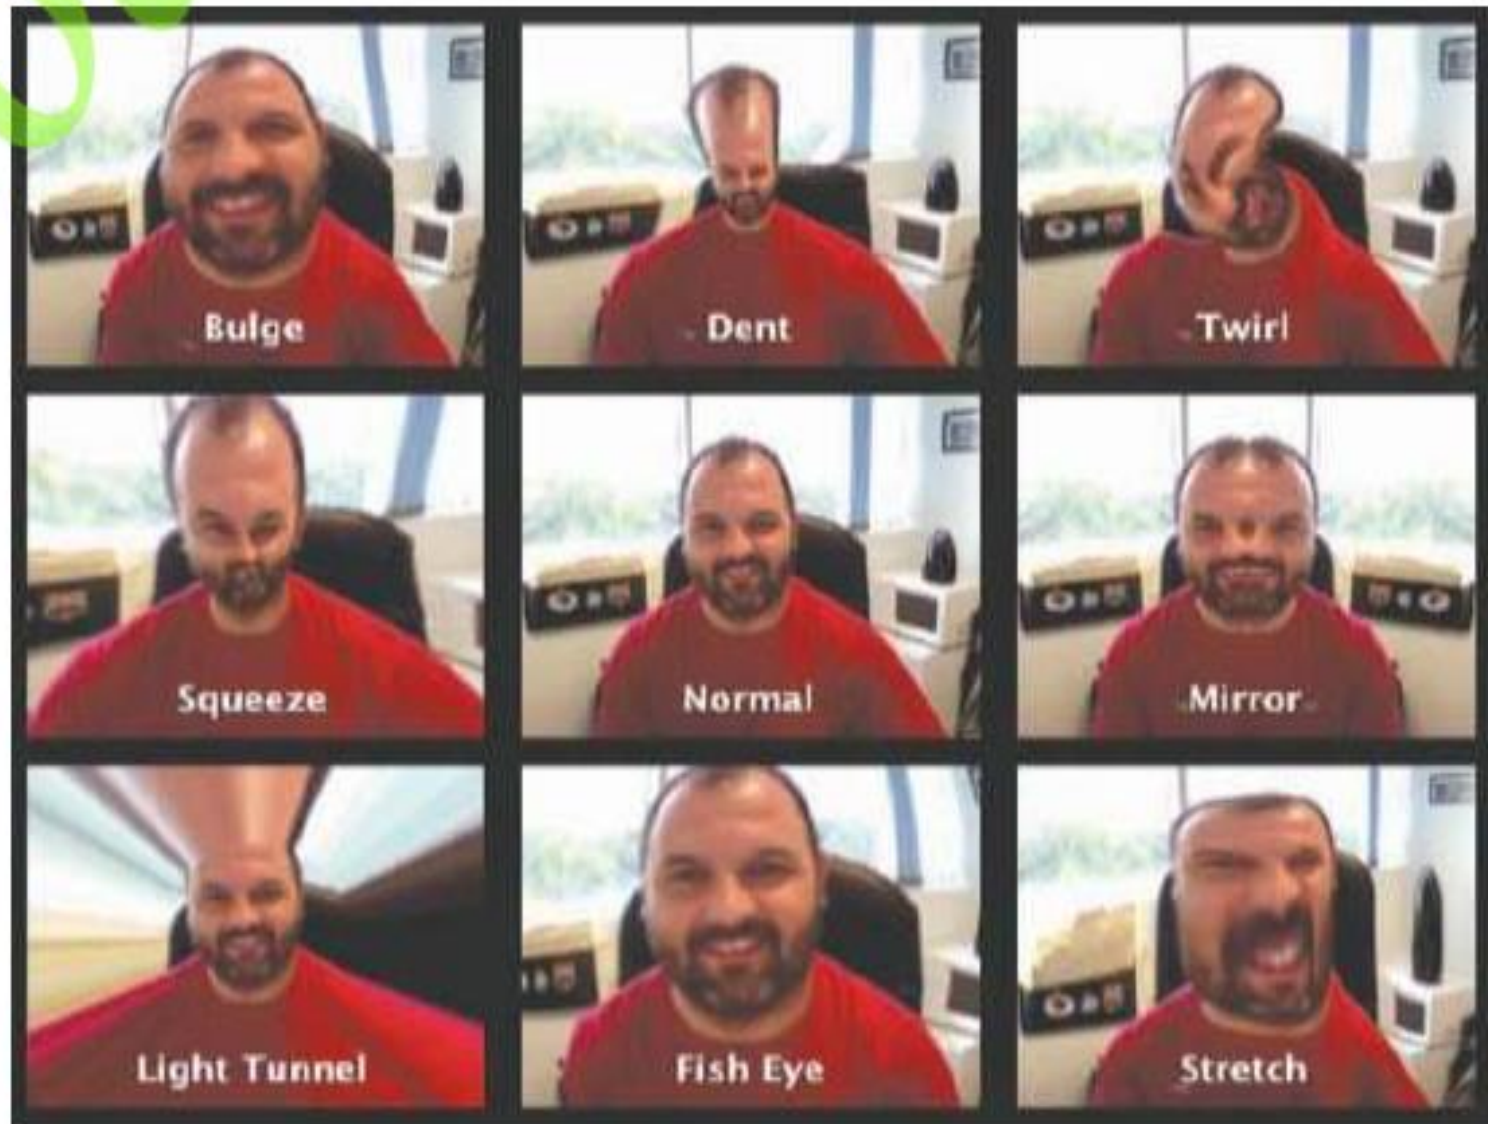 Bulge
Dent
Twirl
Squeeze
Normal
Mirror
Light Tunnel
Fish Eye
Stretch